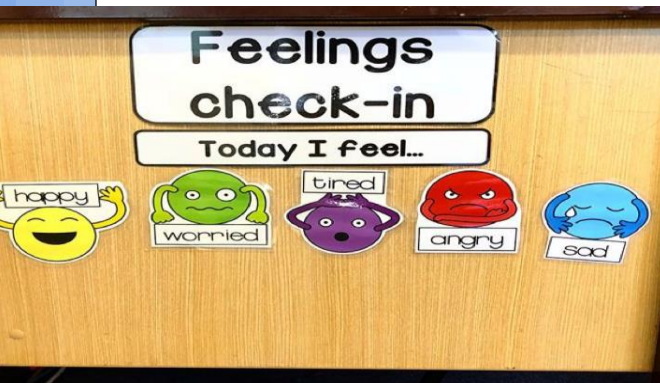 Feelings
check-in
Today I feel...
happy
worried
tired
angry
sad